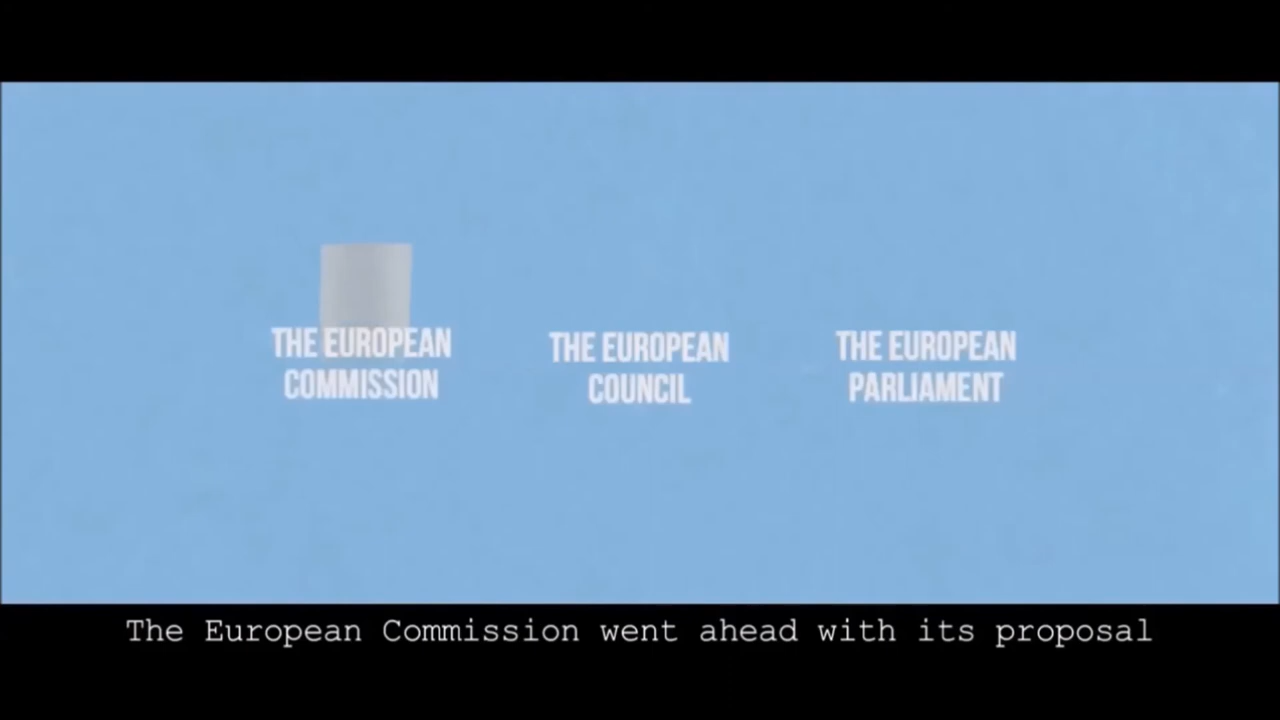 THE EUROPEAN
COMMISSION
THE EUROPEAN
COUNCIL
THE EUROPEAN
PARLIAMENT
The European Commission went ahead with its proposal